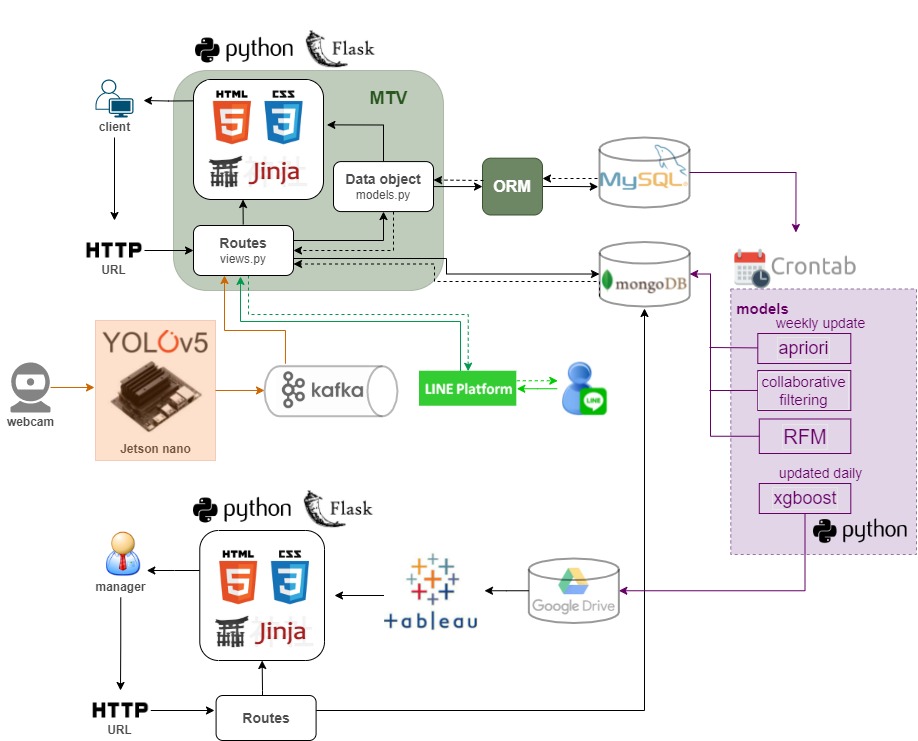 python Flask
MTV
HTML CSS
5 3
Jinja
client
Data object
models.py
ORM
MySQL
HTTP
URL
Routes
views.py
mongoDB
Crontab
models
weekly update
apriori
collaborative
filtering
RFM
updated daily
xgboost
python
YOLOv5
Jetson nano
webcam
kafka
LINE Platform
LINE
python Flask
HTML CSS
5 3
Jinja
manager
+ableau
Google Drive
HTTP
URL
Routes